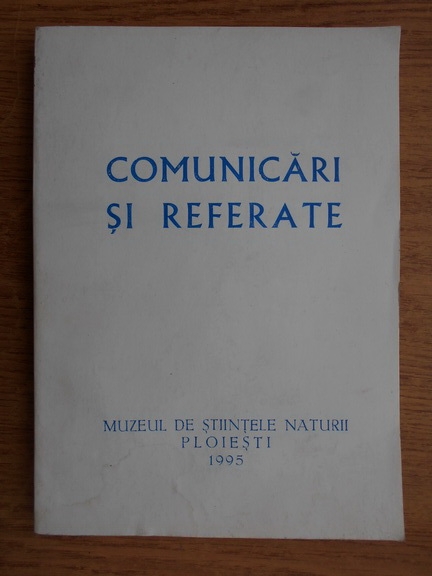 COMUNICĂRI
ȘI REFERATE
MUZEUL DE ȘTIINȚELE NATURII
PLOIEȘTI
1995